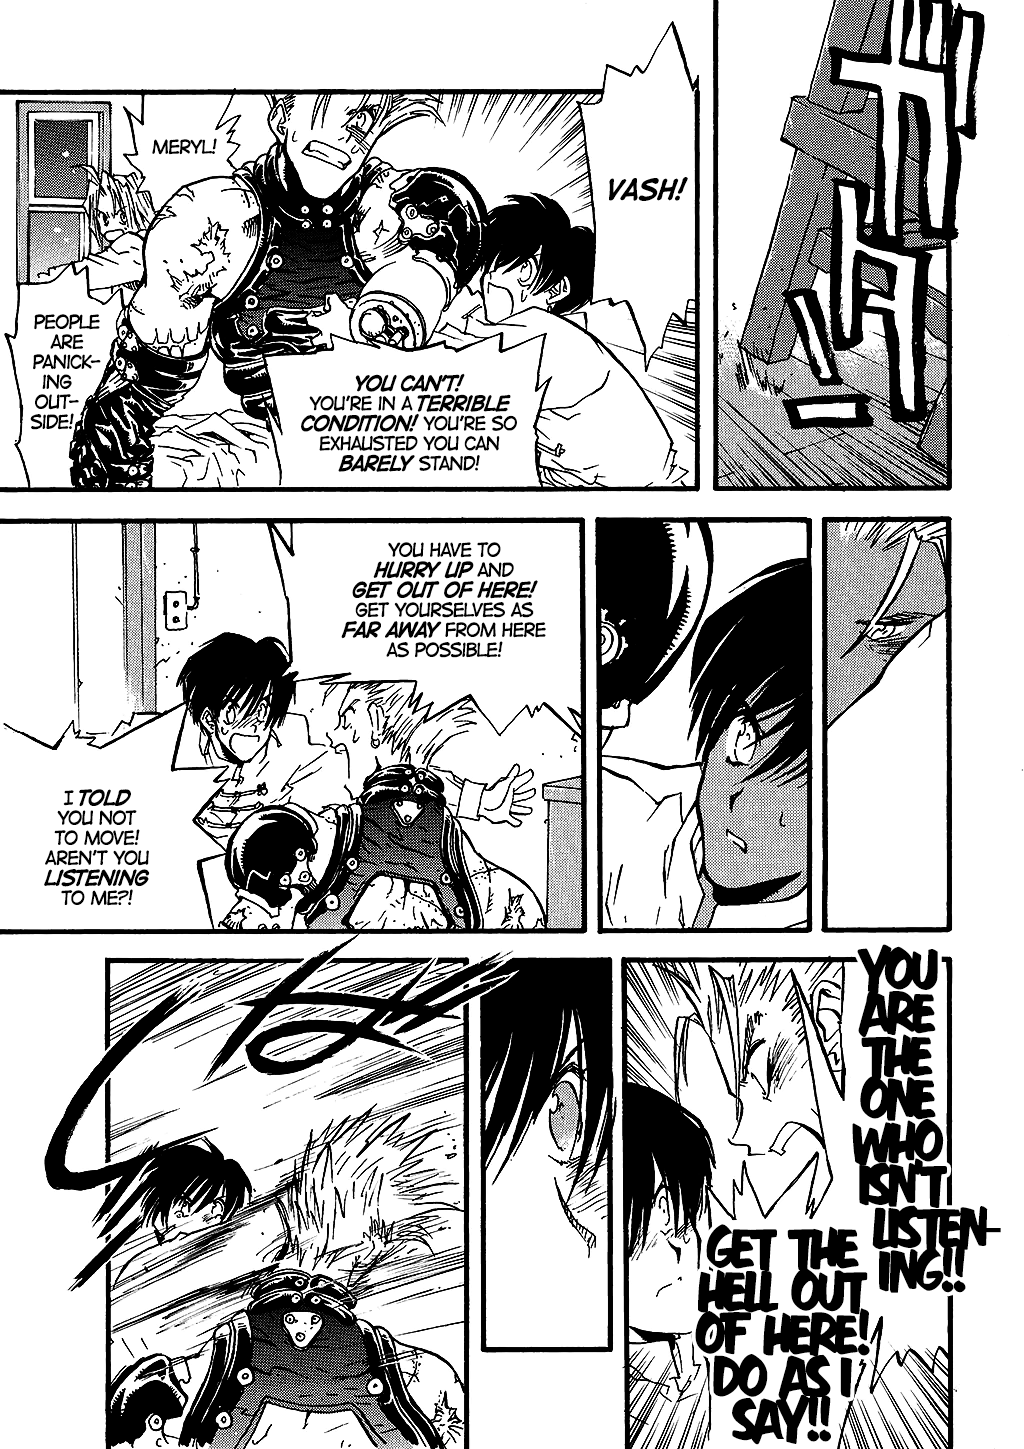 ガタ
VASH!
MERYL!
YOU CAN'T!
YOU'RE IN A TERRIBLE
CONDITION! YOU'RE SO
EXHAUSTED YOU CAN
BARELY STAND!
PEOPLE
ARE
PANICK-
ING
OUT-
SIDE!
YOU HAVE TO
HURRY UP AND
GET OUT OF HERE!
GET YOURSELVES AS
FAR AWAY FROM HERE
AS POSSIBLE!
I TOLD
YOU NOT
TO MOVE!
AREN'T YOU
LISTENING
TO ME?!
YOU
ARE
THE
ONE
WHO
ISN'T
LISTEN-
ING!!
GET THE
HELL OUT
OF HERE!
DO AS I
SAY!!